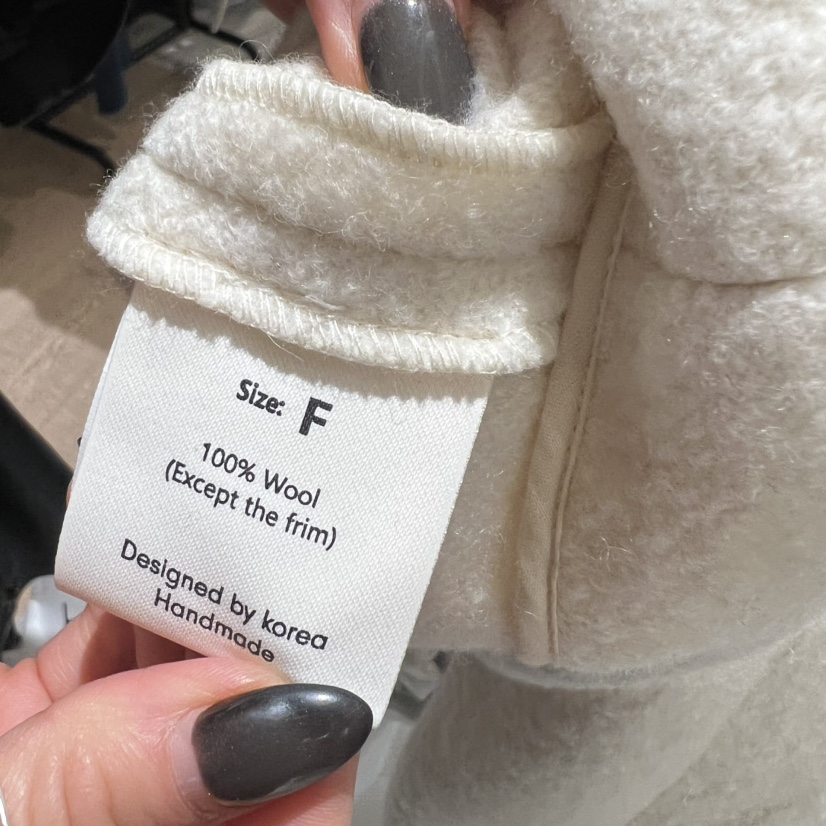 Size: F
100% Wool
(Except the frim)
Designed by korea
Handmade